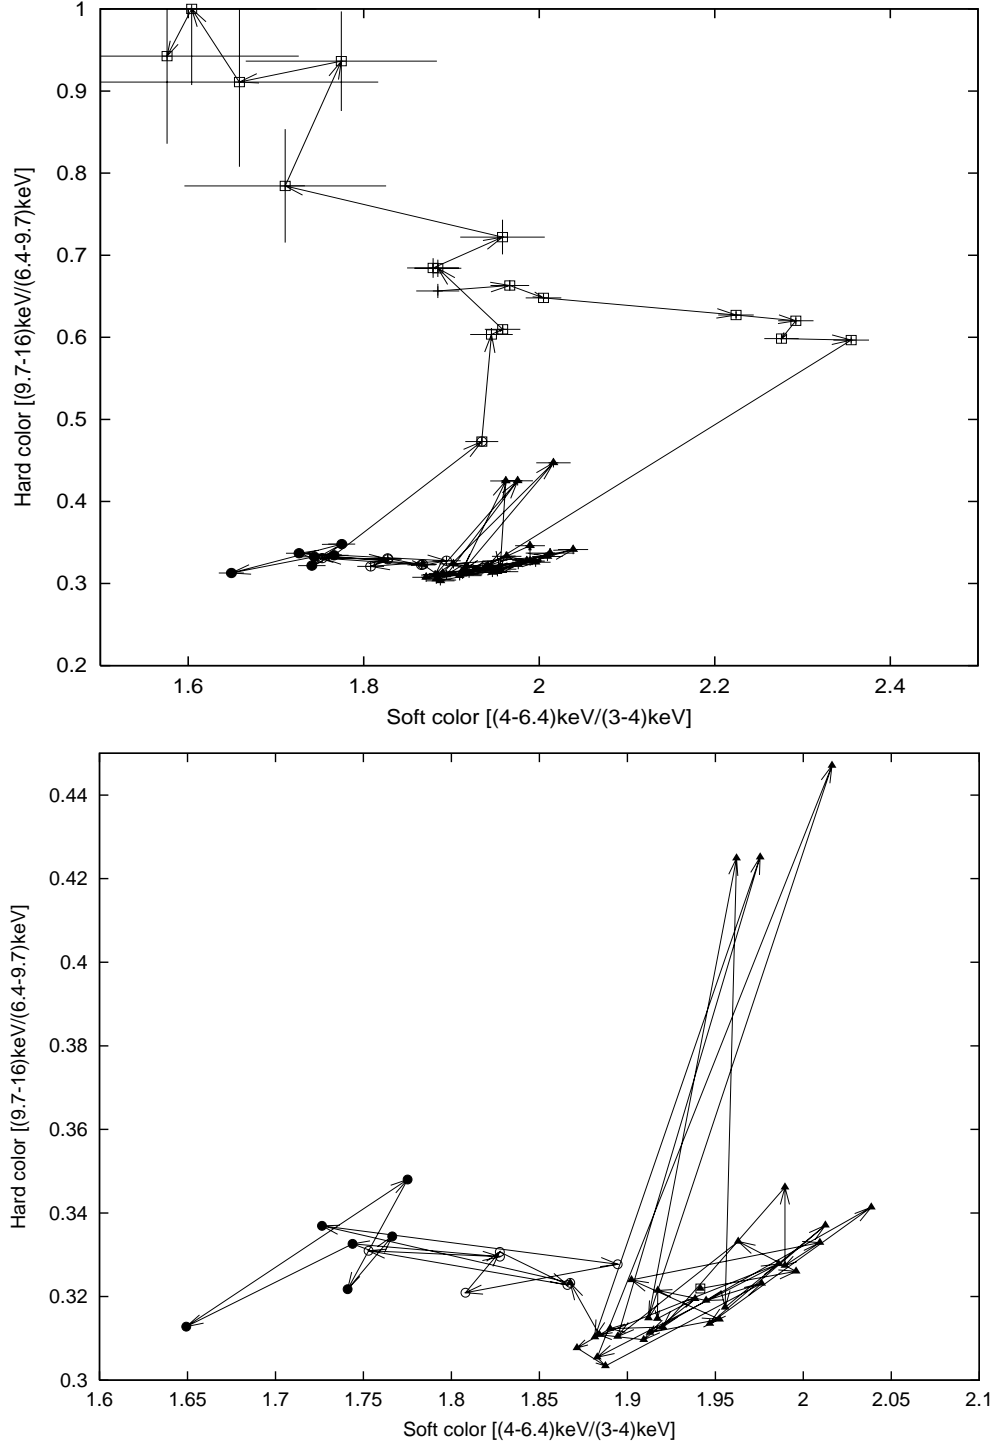 1
0.9
0.8
0.7
0.6
0.5
0.4
0.3
0.2
Hard color [(9.7-16)keV/(6.4-9.7)keV]
1.6 1.8 2 2.2 2.4
Soft color [(4-6.4)keV/(3-4)keV]
0.44
0.42
0.4
0.38
0.36
0.34
0.32
0.3
Hard color [(9.7-16)keV/(6.4-9.7)keV]
1.6 1.65 1.7 1.75 1.8 1.85 1.9 1.95 2 2.05 2.1
Soft color [(4-6.4)keV/(3-4)keV]